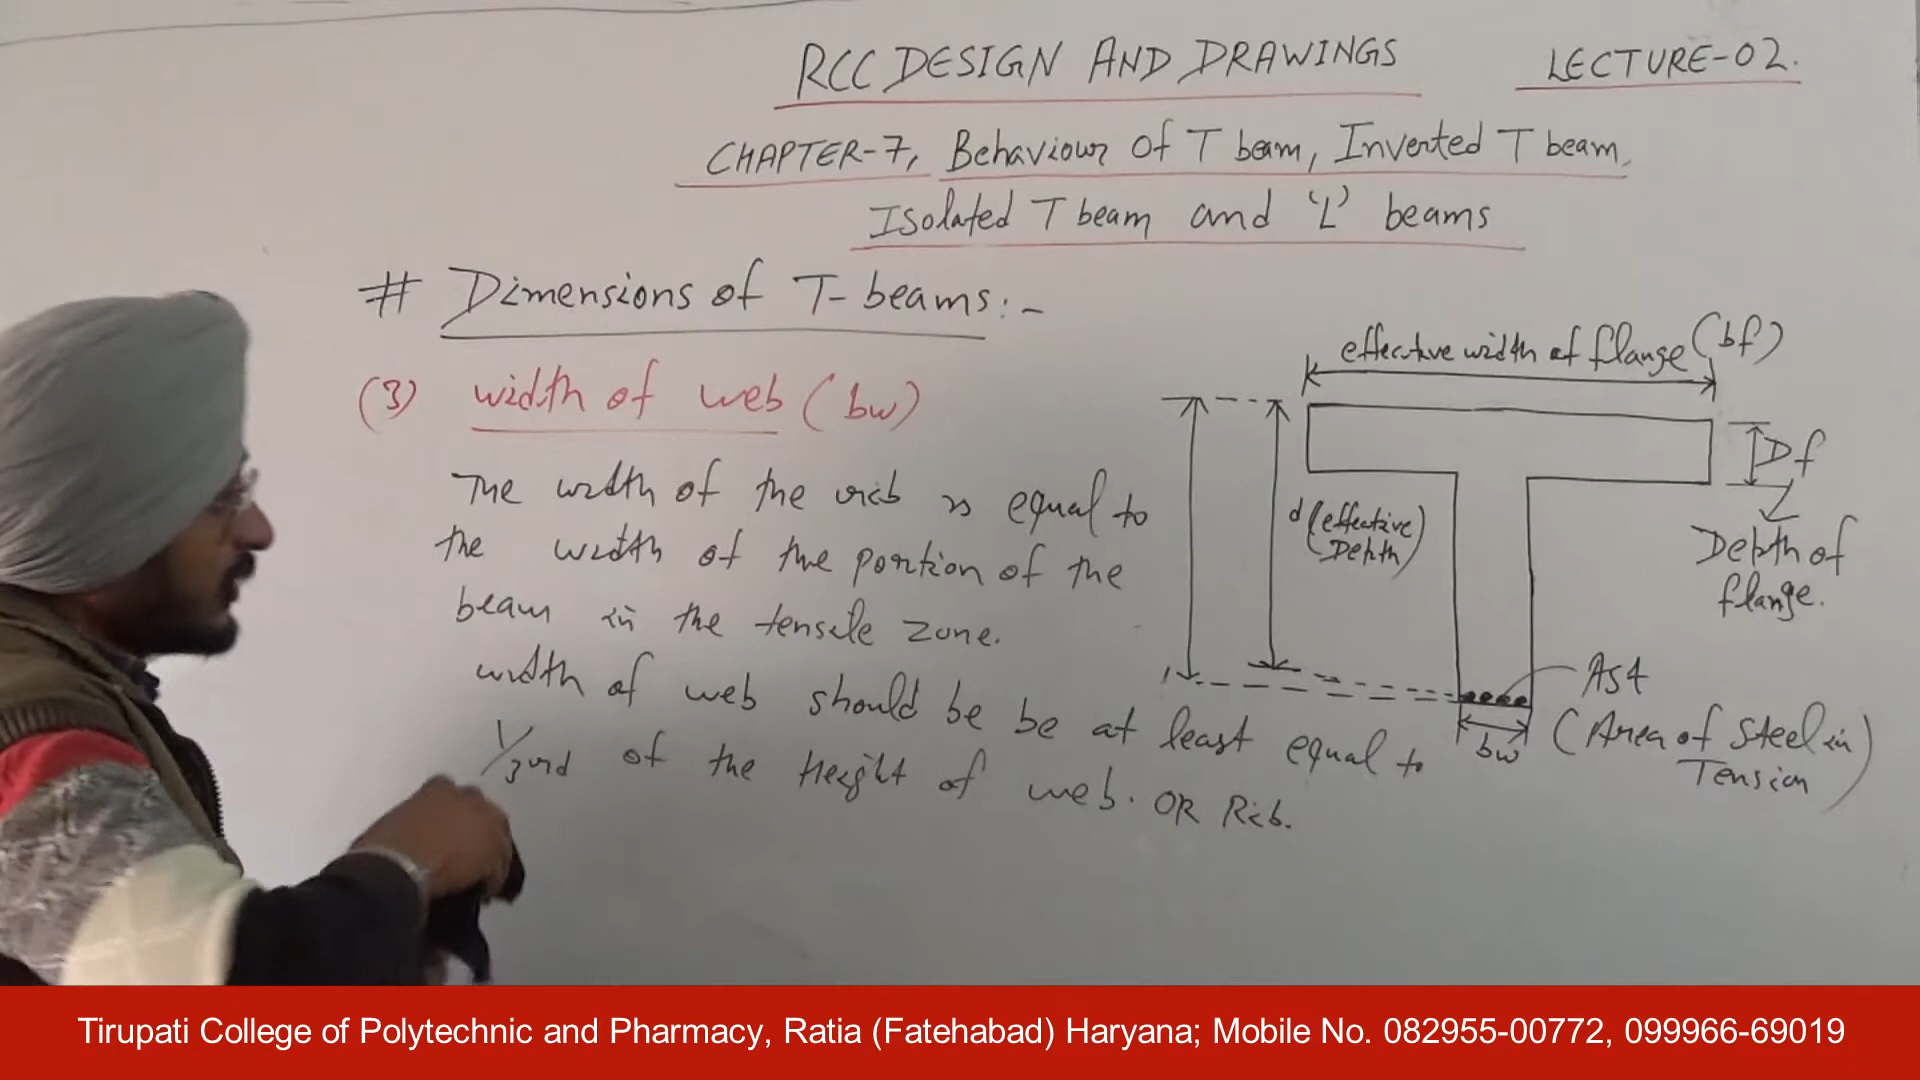 RCC DESIGN AND DRAWINGS
LECTURE-02.
CHAPTER-7, Behaviour Of T beam, Inverted T beam,
Isolated T beam and 'L' beams
# Dimensions of T-beams:-
(3) width of web (bw)
The width of the rib is equal to
the width of the portion of the
beam in the tensile zone.
width of web should be be at least equal to
1/3rd of the Height of web. OR Rib.
effective width of flange (bf)
d (effective
Depth)
Df
Depth of
flange.
Ast
(Area of Steel in
Tension)
bw
Tirupati College of Polytechnic and Pharmacy, Ratia (Fatehabad) Haryana; Mobile No. 082955-00772, 099966-69019